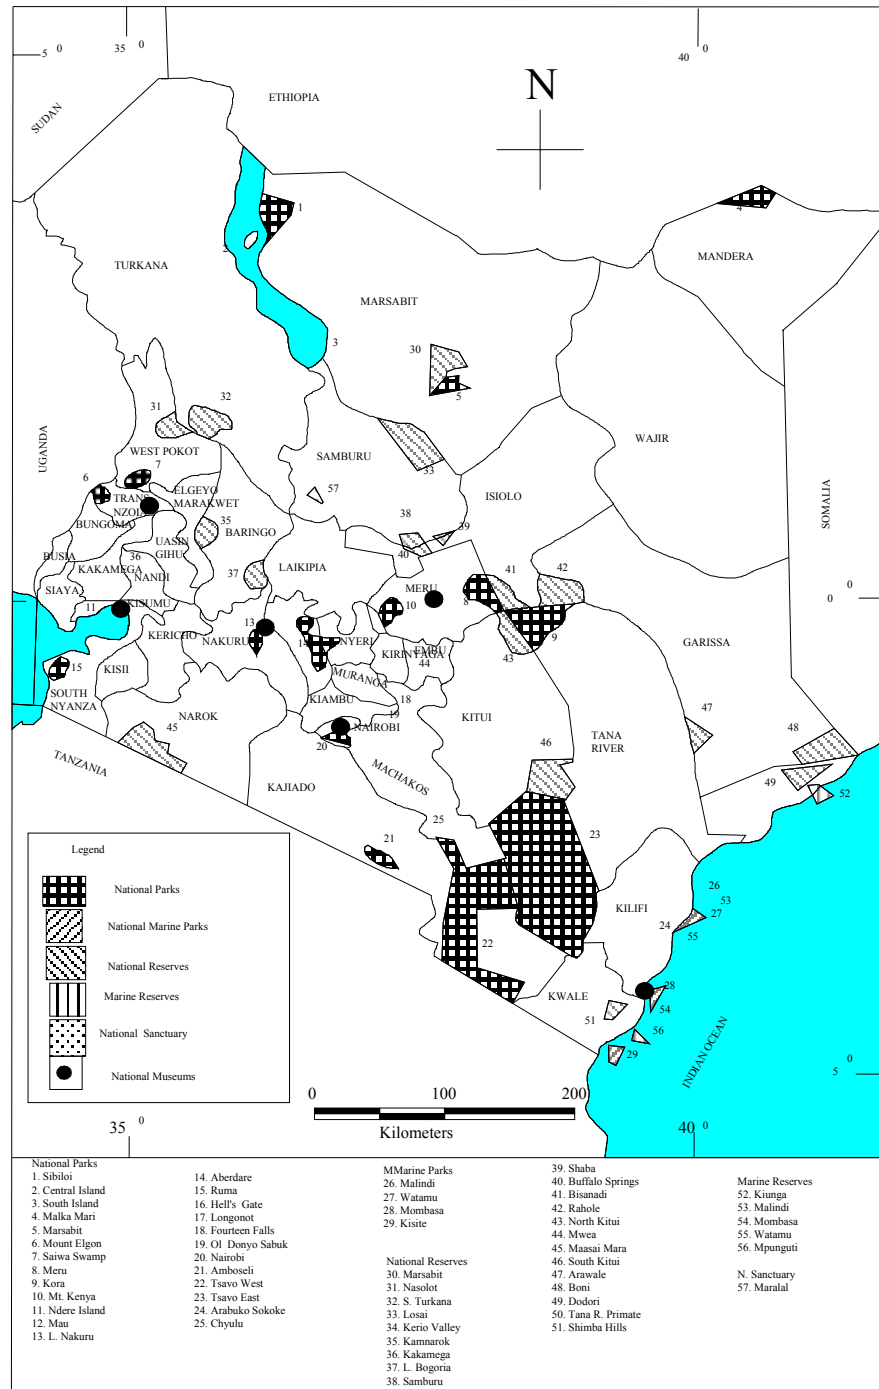 5 0
35 0
40 0
SUDAN
ETHIOPIA
N
1
4
2
TURKANA
MANDERA
MARSABIT
3
30
5
31
32
UGANDA
WEST POKOT
7
6
SAMBURU
33
WAJIR
TRANS
NZOIA
ELGEYO
MARAKWET
57
ISIOLO
SOMALIA
BUNGOMA
35
38
39
UASIN
GIHU
BARINGO
BUSIA
36
40
KAKAMEGA
NANDI
37
LAIKIPIA
41
42
SIAYA
MERU
0 0
11
KISUMU
10
8
13
KERICHO
NAKURU
14
NYERI
9
GARISSA
KIRINYAGA
EMBU
43
44
15
KISII
MURANGA
SOUTH
NYANZA
KIAMBU
18
NAROK
19
KITUI
47
45
NAIROBI
TANA
RIVER
48
20
46
TANZANIA
KAJIADO
MACHAKOS
49
52
25
21
23
Legend
National Parks
26
53
KILIFI
27
National Marine Parks
24
55
22
National Reserves
28
KWALE
Marine Reserves
54
51
56
National Sanctuary
29
INDIAN OCEAN
5 0
National Museums
0 100 200
Kilometers
35 0
40 0
National Parks
1. Sibiloi
2. Central Island
3. South Island
4. Malka Mari
5. Marsabit
6. Mount Elgon
7. Saiwa Swamp
8. Meru
9. Kora
10. Mt. Kenya
11. Ndere Island
12. Mau
13. L. Nakuru
14. Aberdare
15. Ruma
16. Hell's Gate
17. Longonot
18. Fourteen Falls
19. Ol Donyo Sabuk
20. Nairobi
21. Amboseli
22. Tsavo West
23. Tsavo East
24. Arabuko Sokoke
25. Chyulu
MMarine Parks
26. Malindi
27. Watamu
28. Mombasa
29. Kisite
National Reserves
30. Marsabit
31. Nasolot
32. S. Turkana
33. Losai
34. Kerio Valley
35. Kamnarok
36. Kakamega
37. L. Bogoria
38. Samburu
39. Shaba
40. Buffalo Springs
41. Bisanadi
42. Rahole
43. North Kitui
44. Mwea
45. Maasai Mara
46. South Kitui
47. Arawale
48. Boni
49. Dodori
50. Tana R. Primate
51. Shimba Hills
Marine Reserves
52. Kiunga
53. Malindi
54. Mombasa
55. Watamu
56. Mpunguti
N. Sanctuary
57. Maralal